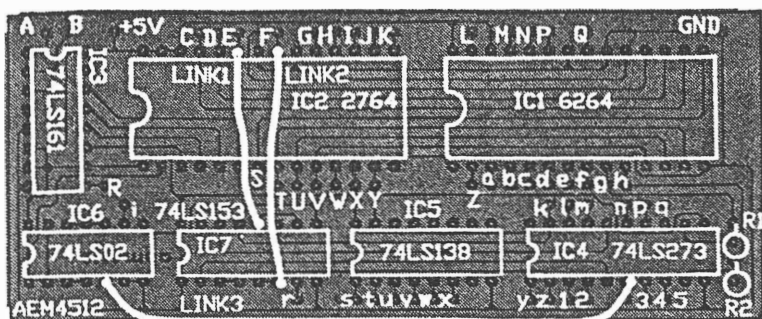 A B +5V C D E F G H I J K L M N P Q GND
IC3 74LS161 LINK1 LINK2
IC2 2764 IC1 6264
S a b c d e f g h
R T U V W X Y Z
IC6 i 74LS153 IC5 k l m n p q R1
74LS02 IC7 74LS138 IC4 74LS273
AEM4512 LINK3 r s t u v w x y z 1 2 3 4 5 R2